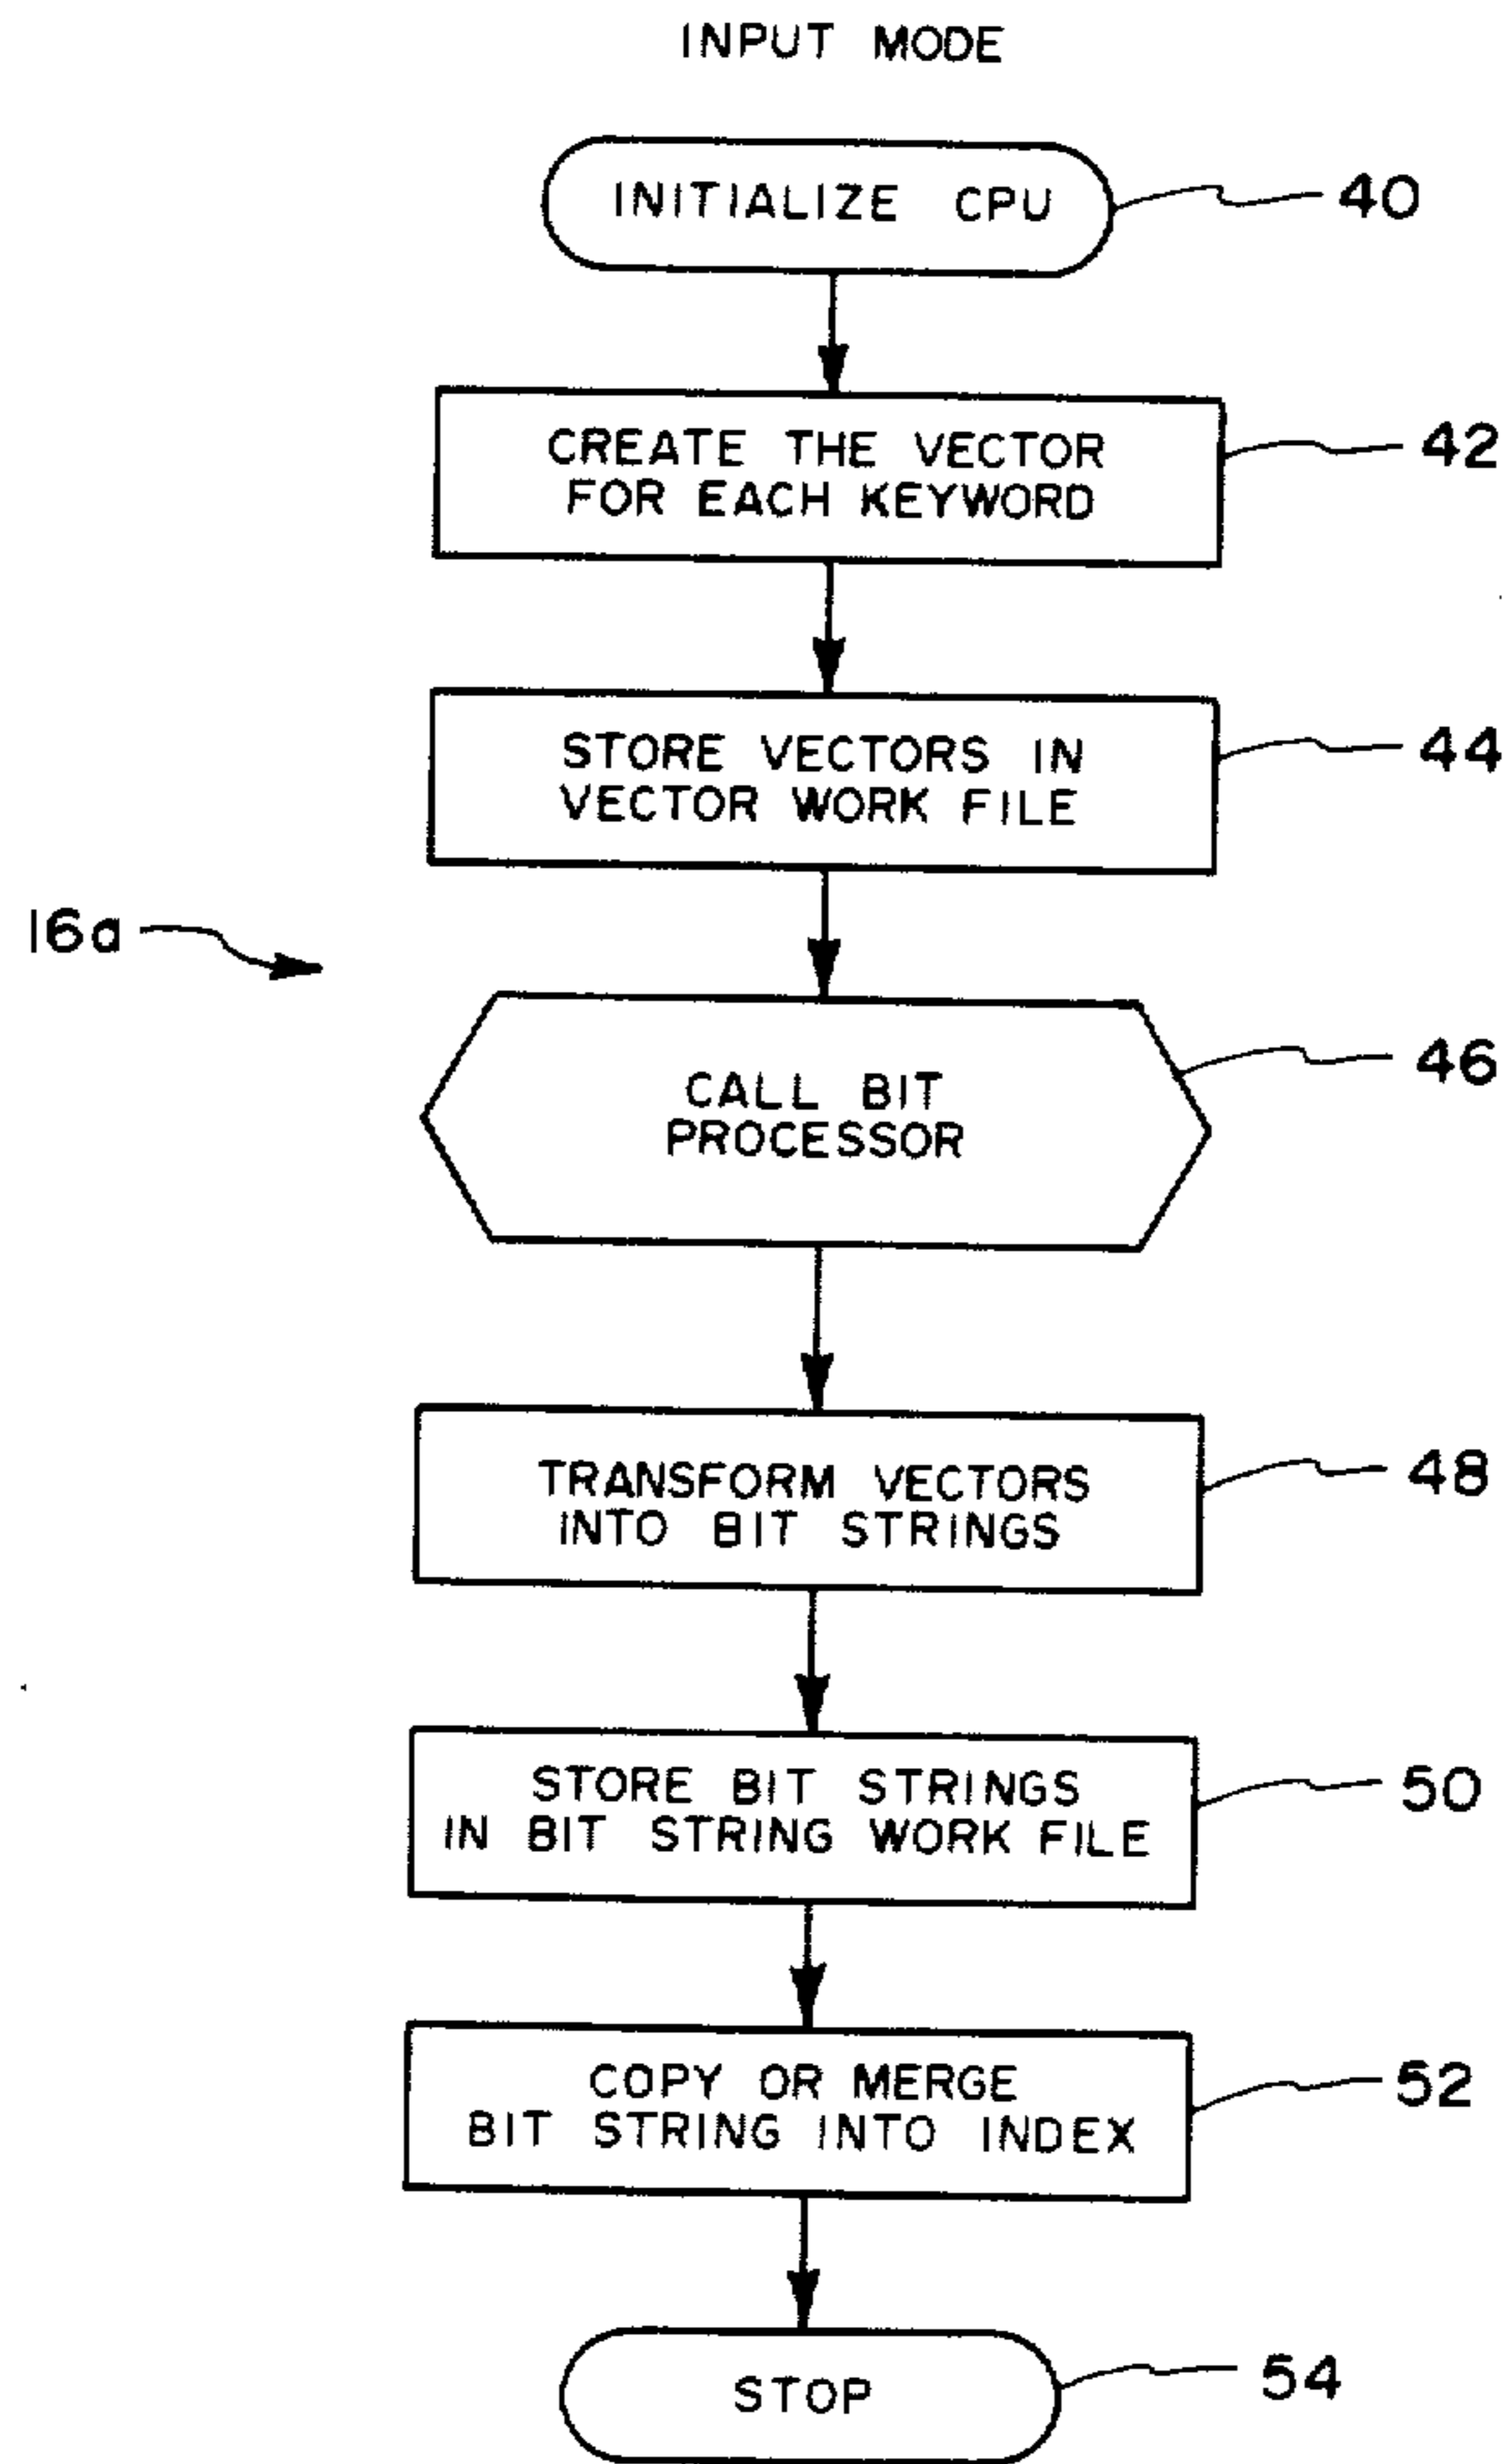 INPUT MODE
INITIALIZE CPU
40
CREATE THE VECTOR
FOR EACH KEYWORD
42
STORE VECTORS IN
VECTOR WORK FILE
44
16a
CALL BIT
PROCESSOR
46
TRANSFORM VECTORS
INTO BIT STRINGS
48
STORE BIT STRINGS
IN BIT STRING WORK FILE
50
COPY OR MERGE
BIT STRING INTO INDEX
52
STOP
54